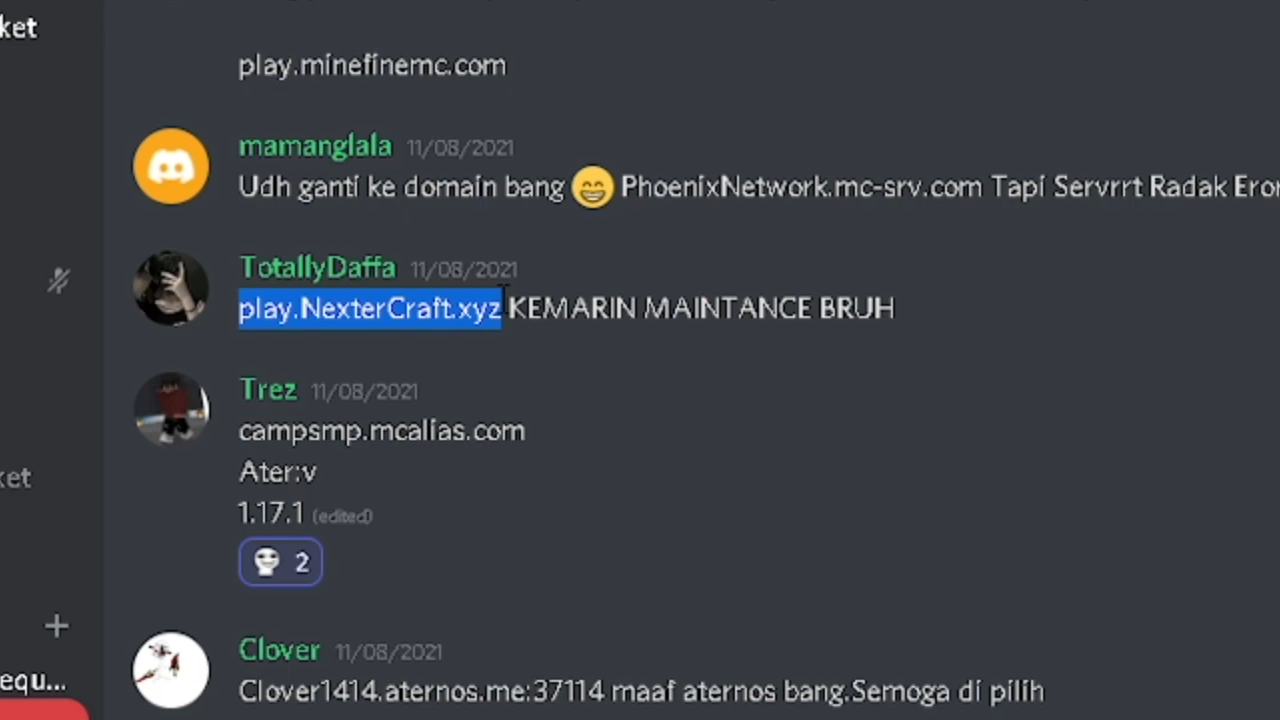 ket
play.minefinemc.com
mamanglala 11/08/2021
Udh ganti ke domain bang 😁 PhoenixNetwork.mc-srv.com Tapi Servrrt Radak Eror
TotallyDaffa 11/08/2021
play.NexterCraft.xyz KEMARIN MAINTANCE BRUH
Trez 11/08/2021
campsmp.mcalias.com
Ater:v
ket
1.17.1 (edited)
2
Clover 11/08/2021
equ...
Clover1414.aternos.me:37114 maaf aternos bang.Semoga di pilih